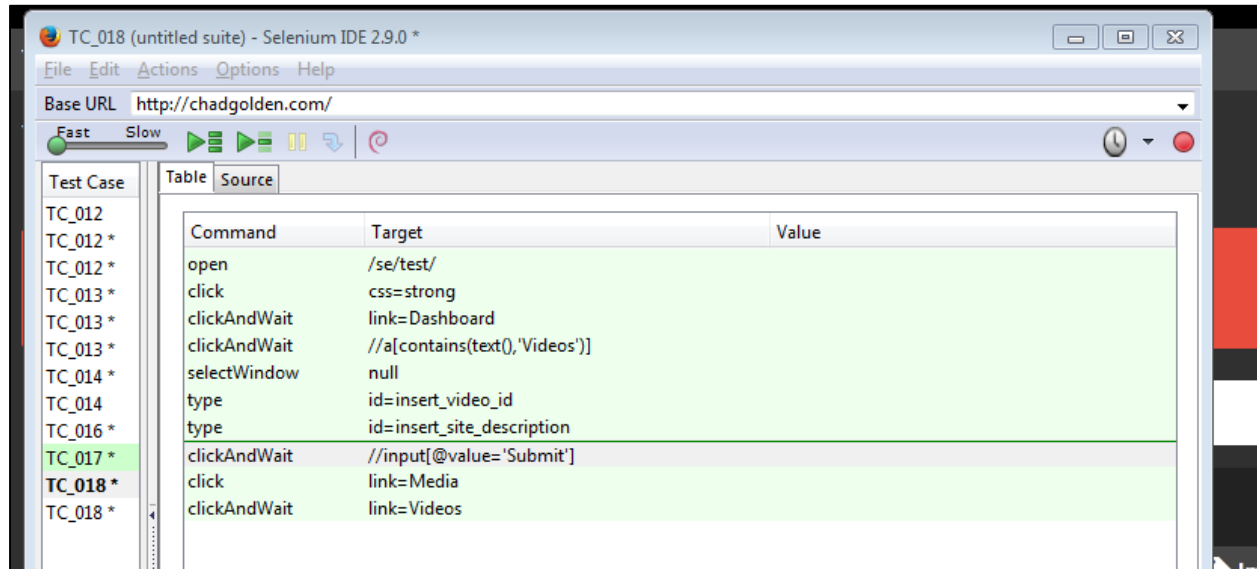 TC_018 (untitled suite) - Selenium IDE 2.9.0 *
File Edit Actions Options Help
Base URL http://chadgolden.com/
Fast Slow
Test Case
TC_012
TC_012 *
TC_012 *
TC_013 *
TC_013 *
TC_013 *
TC_014 *
TC_014
TC_016 *
TC_017 *
TC_018 *
TC_018 *
Table Source
Command Target Value
open /se/test/
click css=strong
clickAndWait link=Dashboard
clickAndWait //a[contains(text(),'Videos')]
selectWindow null
type id=insert_video_id
type id=insert_site_description
clickAndWait //input[@value='Submit']
click link=Media
clickAndWait link=Videos